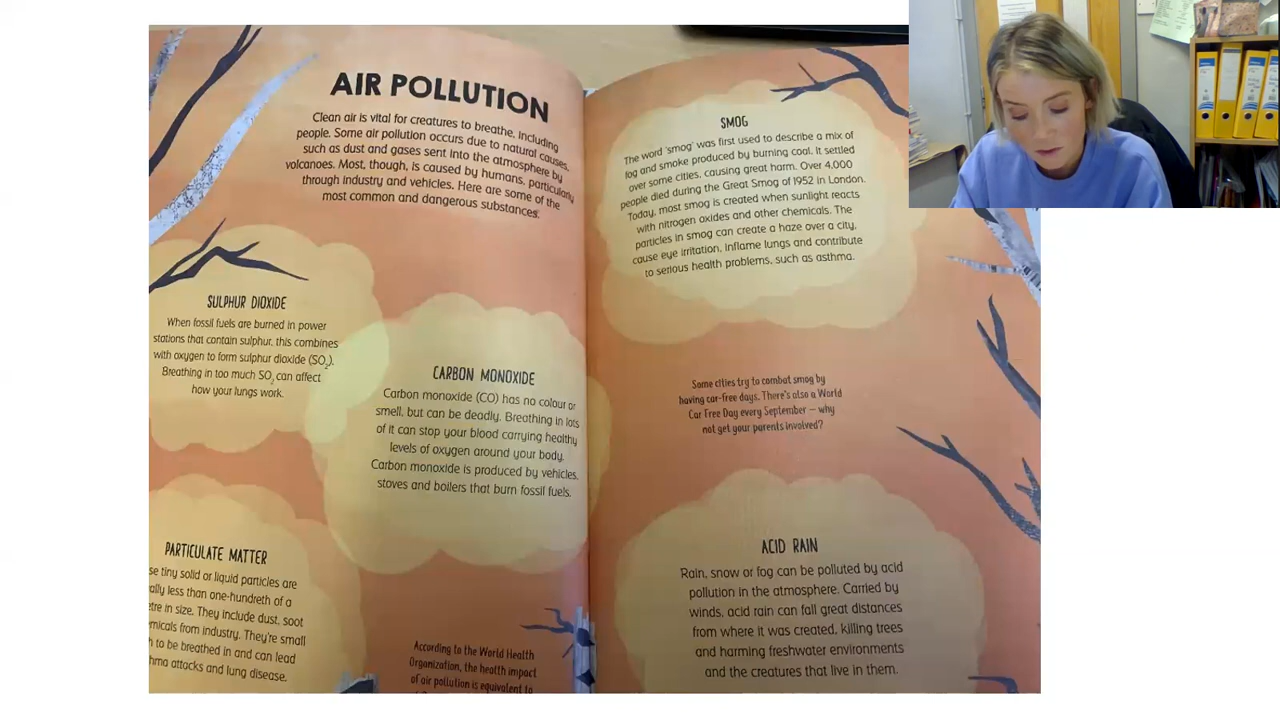 AIR POLLUTION
Clean air is vital for creatures to breathe, including
people. Some air pollution occurs due to natural causes,
such as dust and gases sent into the atmosphere by
volcanoes. Most, though, is caused by humans, particularly
through industry and vehicles. Here are some of the
most common and dangerous substances.
SULPHUR DIOXIDE
When fossil fuels are burned in power
stations that contain sulphur, this combines
with oxygen to form sulphur dioxide (SO₂).
Breathing in too much SO₂ can affect
how your lungs work.
CARBON MONOXIDE
Carbon monoxide (CO) has no colour or
smell, but can be deadly. Breathing in lots
of it can stop your blood carrying healthy
levels of oxygen around your body.
Carbon monoxide is produced by vehicles,
stoves and boilers that burn fossil fuels.
PARTICULATE MATTER
tiny solid or liquid particles are
less than one-hundreth of a
in size. They include dust, soot
from industry. They're small
to be breathed in and can lead
attacks and lung disease.
According to the World Health
Organization, the health impact
of air pollution is equivalent to
SMOG
The word 'smog' was first used to describe a mix of
fog and smoke produced by burning coal. It settled
over some cities, causing great harm. Over 4,000
people died during the Great Smog of 1952 in London.
Today, most smog is created when sunlight reacts
with nitrogen oxides and other chemicals. The
particles in smog can create a haze over a city,
cause eye irritation, inflame lungs and contribute
to serious health problems, such as asthma.
Some cities try to combat smog by
having car-free days. There's also a World
Car Free Day every September – why
not get your parents involved?
ACID RAIN
Rain, snow or fog can be polluted by acid
pollution in the atmosphere. Carried by
winds, acid rain can fall great distances
from where it was created, killing trees
and harming freshwater environments
and the creatures that live in them.